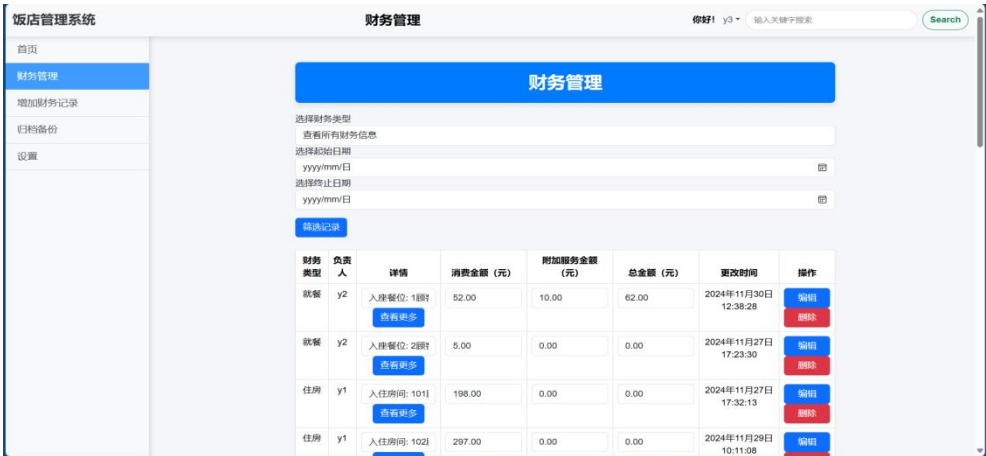 饭店管理系统
财务管理
你好! y3
输入关键字搜索
Search
首页
财务管理
增加财务记录
归档备份
设置
财务管理
选择财务类型
查看所有财务信息
选择起始日期
yyyy/mm/日
选择终止日期
yyyy/mm/日
筛选记录
财务类型 负责人 详情 消费金额（元） 附加服务金额（元） 总金额（元） 更改时间 操作
就餐 y2 入座餐位: 1顾 52.00 10.00 62.00 2024年11月30日 编辑
查看更多 12:38:28 删除
就餐 y2 入座餐位: 2顾 5.00 0.00 0.00 2024年11月27日 编辑
查看更多 17:23:30 删除
住房 y1 入住房间: 101 198.00 0.00 0.00 2024年11月27日 编辑
查看更多 17:32:13 删除
住房 y1 入住房间: 102 297.00 0.00 0.00 2024年11月29日 编辑
10:11:08